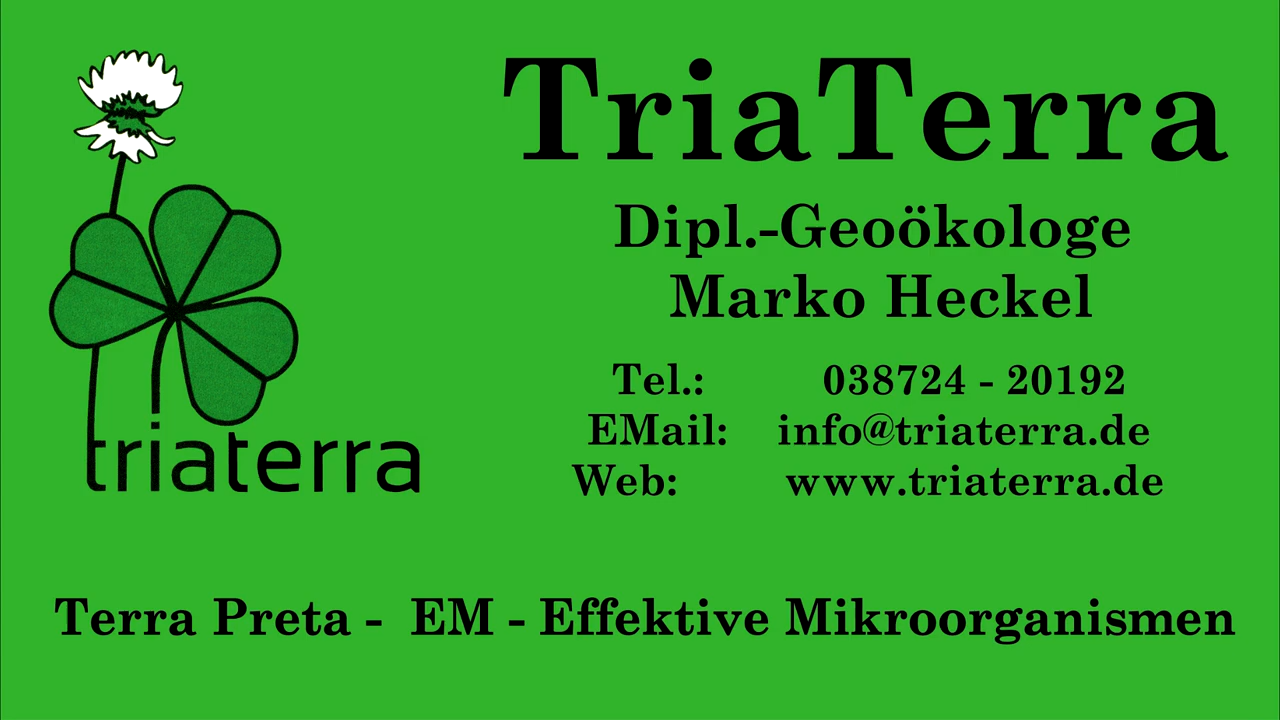 TriaTerra
Dipl.-Geoökologe
Marko Heckel
Tel.: 038724 - 20192
EMail: info@triaterra.de
Web: www.triaterra.de
triaterra
Terra Preta - EM - Effektive Mikroorganismen